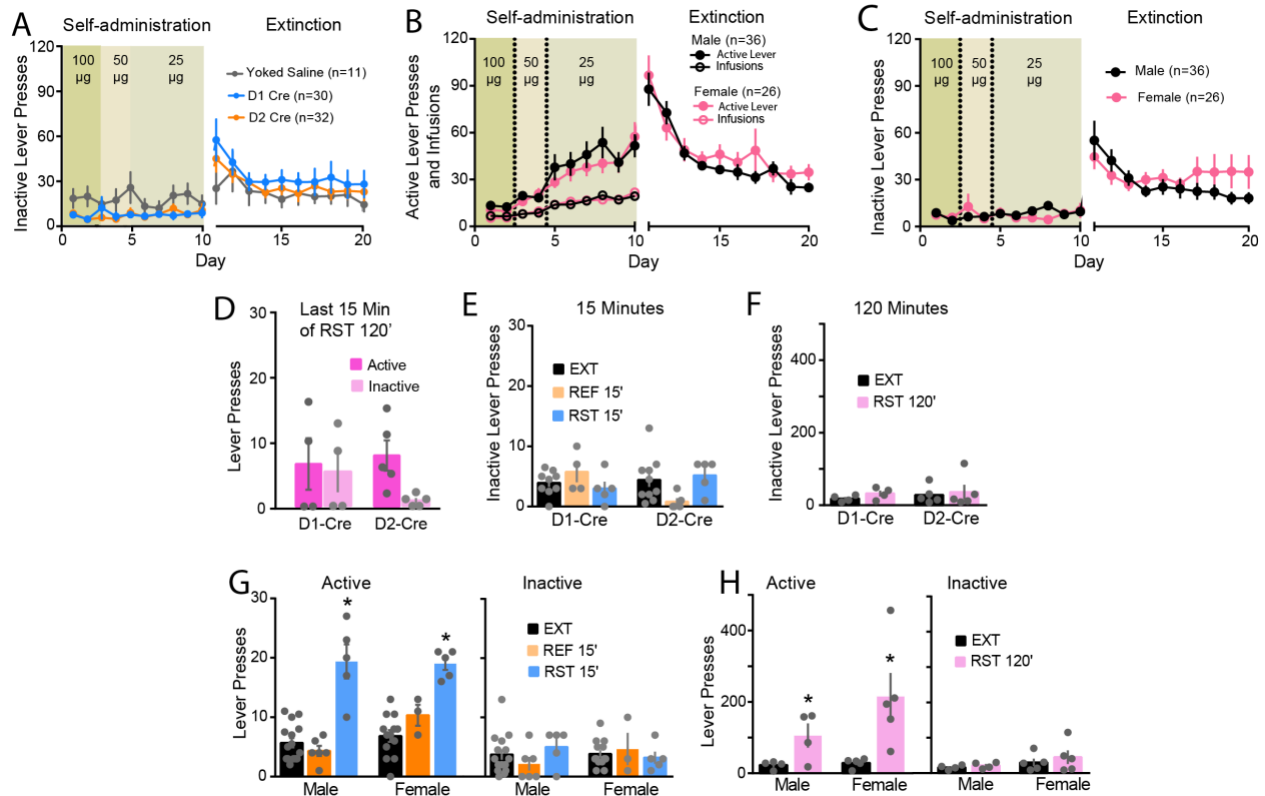 A
Self-administration
Extinction
Inactive Lever Presses
120
90
60
30
0
100
µg
50
µg
25
µg
Yoked Saline (n=11)
D1 Cre (n=30)
D2 Cre (n=32)
0
5
10
15
20
Day
B
Self-administration
Extinction
Active Lever Presses
and Infusions
120
90
60
30
0
100
µg
50
µg
25
µg
Male (n=36)
Active Lever
Infusions
Female (n=26)
Active Lever
Infusions
0
5
10
15
20
Day
C
Self-administration
Extinction
Inactive Lever Presses
120
90
60
30
0
100
µg
50
µg
25
µg
Male (n=36)
Female (n=26)
0
5
10
15
20
Day
D
Last 15 Min
of RST 120'
Lever Presses
30
20
10
0
Active
Inactive
D1-Cre
D2-Cre
E
15 Minutes
Inactive Lever Presses
30
20
10
0
EXT
REF 15'
RST 15'
D1-Cre
D2-Cre
F
120 Minutes
Inactive Lever Presses
400
200
0
EXT
RST 120'
D1-Cre
D2-Cre
G
Active
Inactive
Lever Presses
30
20
10
0
*
*
EXT
REF 15'
RST 15'
Male
Female
Male
Female
H
Active
Inactive
Lever Presses
400
200
0
*
*
EXT
RST 120'
Male
Female
Male
Female